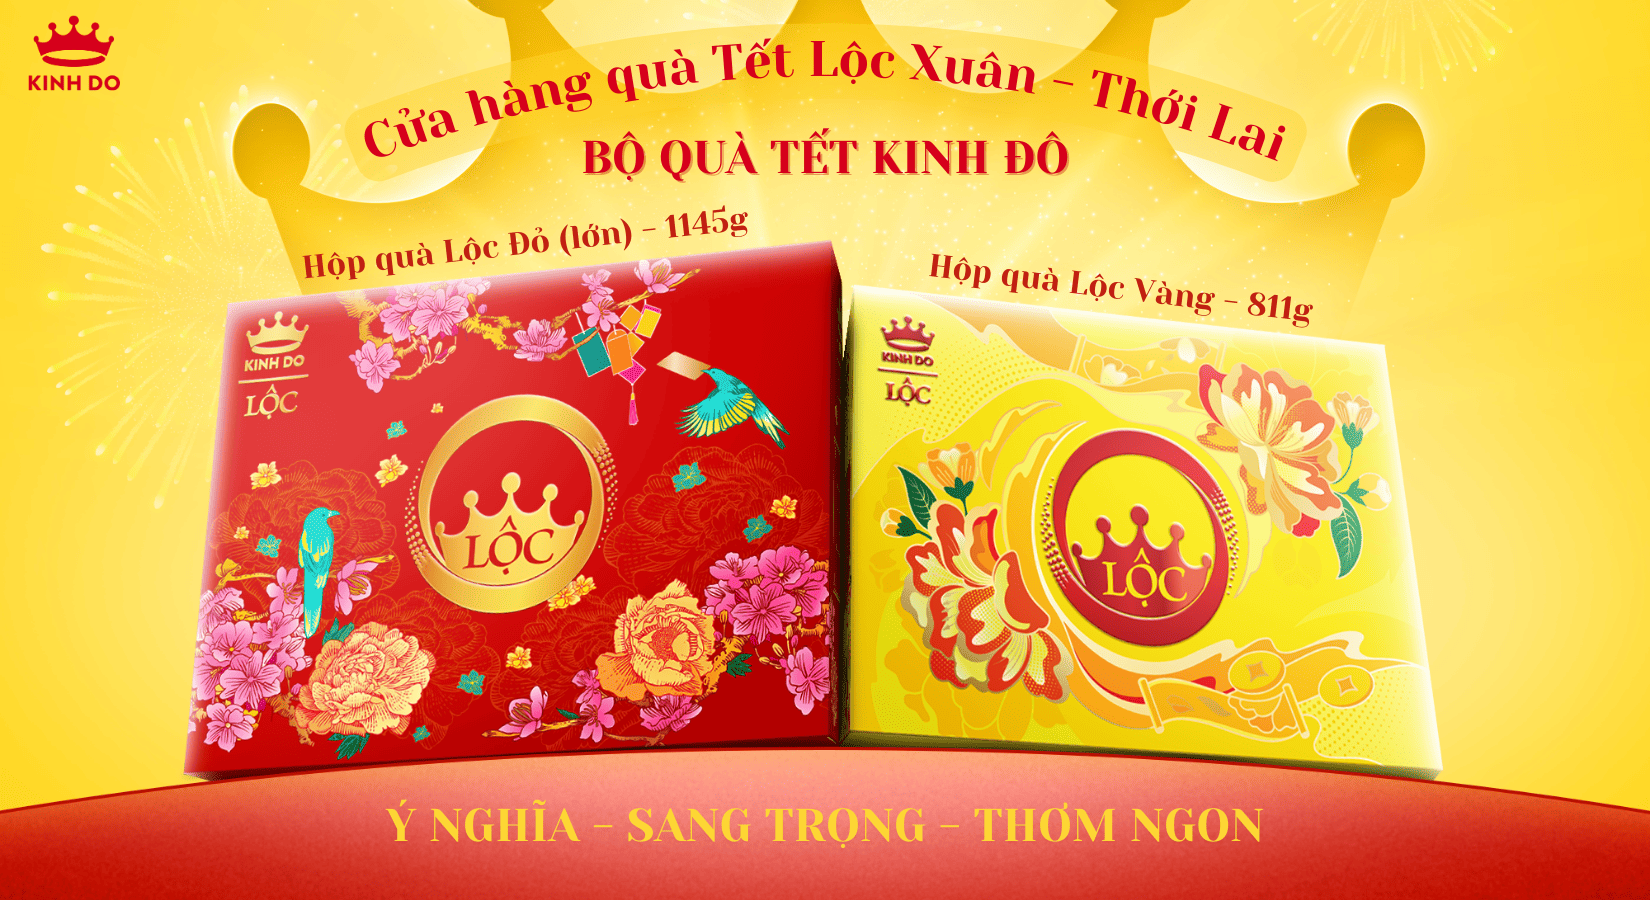 KINH DO
Cửa hàng quà Tết Lộc Xuân - Thới Lai
BỘ QUÀ TẾT KINH ĐÔ
Hộp quà Lộc Đỏ (lớn) - 1145g
Hộp quà Lộc Vàng - 811g
KINH DO
LỘC
LỘC
KINH DO
LỘC
LỘC
Ý NGHĨA - SANG TRỌNG - THƠM NGON